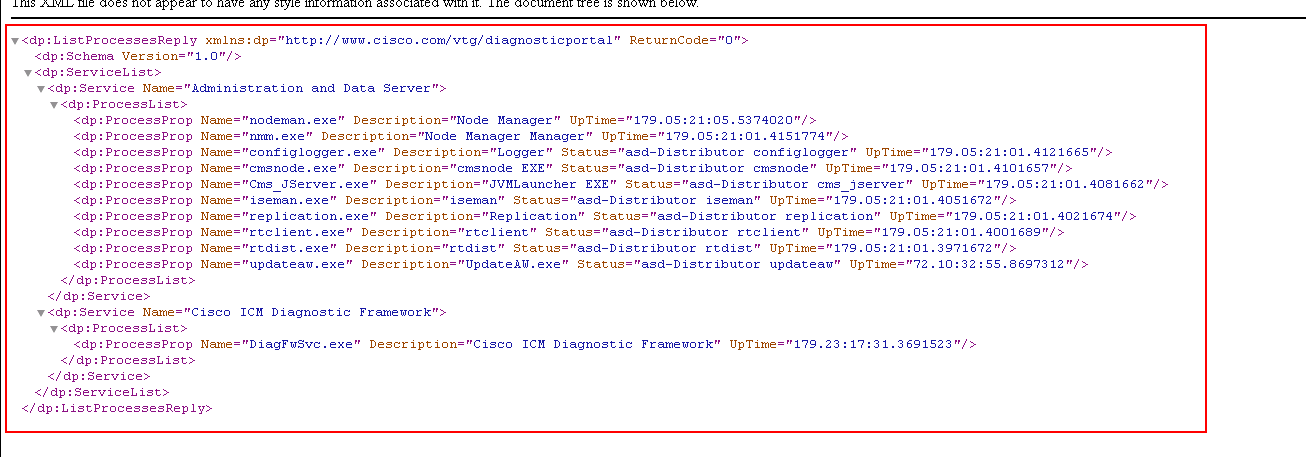 This XML file does not appear to have any style information associated with it. The document tree is shown below.
▼<dp:ListProcessesReply xmlns:dp="http://www.cisco.com/vtg/diagnosticportal" ReturnCode="0">
<dp:Schema Version="1.0"/>
▼<dp:ServiceList>
▼<dp:Service Name="Administration and Data Server">
▼<dp:ProcessList>
<dp:ProcessProp Name="nodeman.exe" Description="Node Manager" UpTime="179.05:21:05.5374020"/>
<dp:ProcessProp Name="nmm.exe" Description="Node Manager Manager" UpTime="179.05:21:01.4151774"/>
<dp:ProcessProp Name="configlogger.exe" Description="Logger" Status="asd-Distributor configlogger" UpTime="179.05:21:01.4121665"/>
<dp:ProcessProp Name="cmsnode.exe" Description="cmsnode EXE" Status="asd-Distributor cmsnode" UpTime="179.05:21:01.4101657"/>
<dp:ProcessProp Name="Cms_JServer.exe" Description="JVMLauncher EXE" Status="asd-Distributor cms_jserver" UpTime="179.05:21:01.4081662"/>
<dp:ProcessProp Name="iseman.exe" Description="iseman" Status="asd-Distributor iseman" UpTime="179.05:21:01.4051672"/>
<dp:ProcessProp Name="replication.exe" Description="Replication" Status="asd-Distributor replication" UpTime="179.05:21:01.4021674"/>
<dp:ProcessProp Name="rtclient.exe" Description="rtclient" Status="asd-Distributor rtclient" UpTime="179.05:21:01.4001689"/>
<dp:ProcessProp Name="rtdist.exe" Description="rtdist" Status="asd-Distributor rtdist" UpTime="179.05:21:01.3971672"/>
<dp:ProcessProp Name="updateaw.exe" Description="UpdateAW.exe" Status="asd-Distributor updateaw" UpTime="72.10:32:55.8697312"/>
</dp:ProcessList>
</dp:Service>
▼<dp:Service Name="Cisco ICM Diagnostic Framework">
▼<dp:ProcessList>
<dp:ProcessProp Name="DiagFwSvc.exe" Description="Cisco ICM Diagnostic Framework" UpTime="179.23:17:31.3691523"/>
</dp:ProcessList>
</dp:Service>
</dp:ServiceList>
</dp:ListProcessesReply>